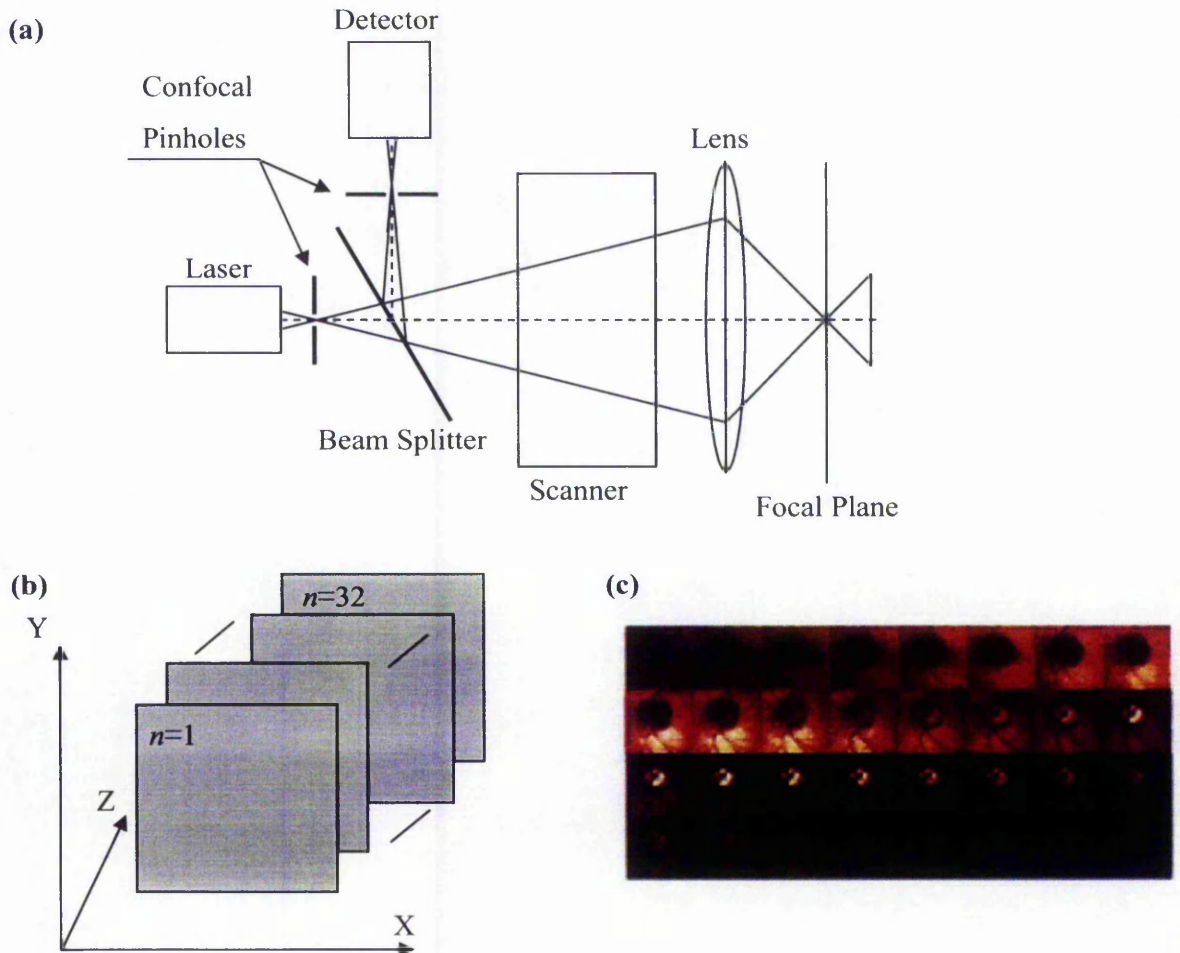 (a)
Detector
Confocal
Pinholes
Lens
Laser
Beam Splitter
Scanner
Focal Plane
(b)
n=32
Y
n=1
Z
X
(c)